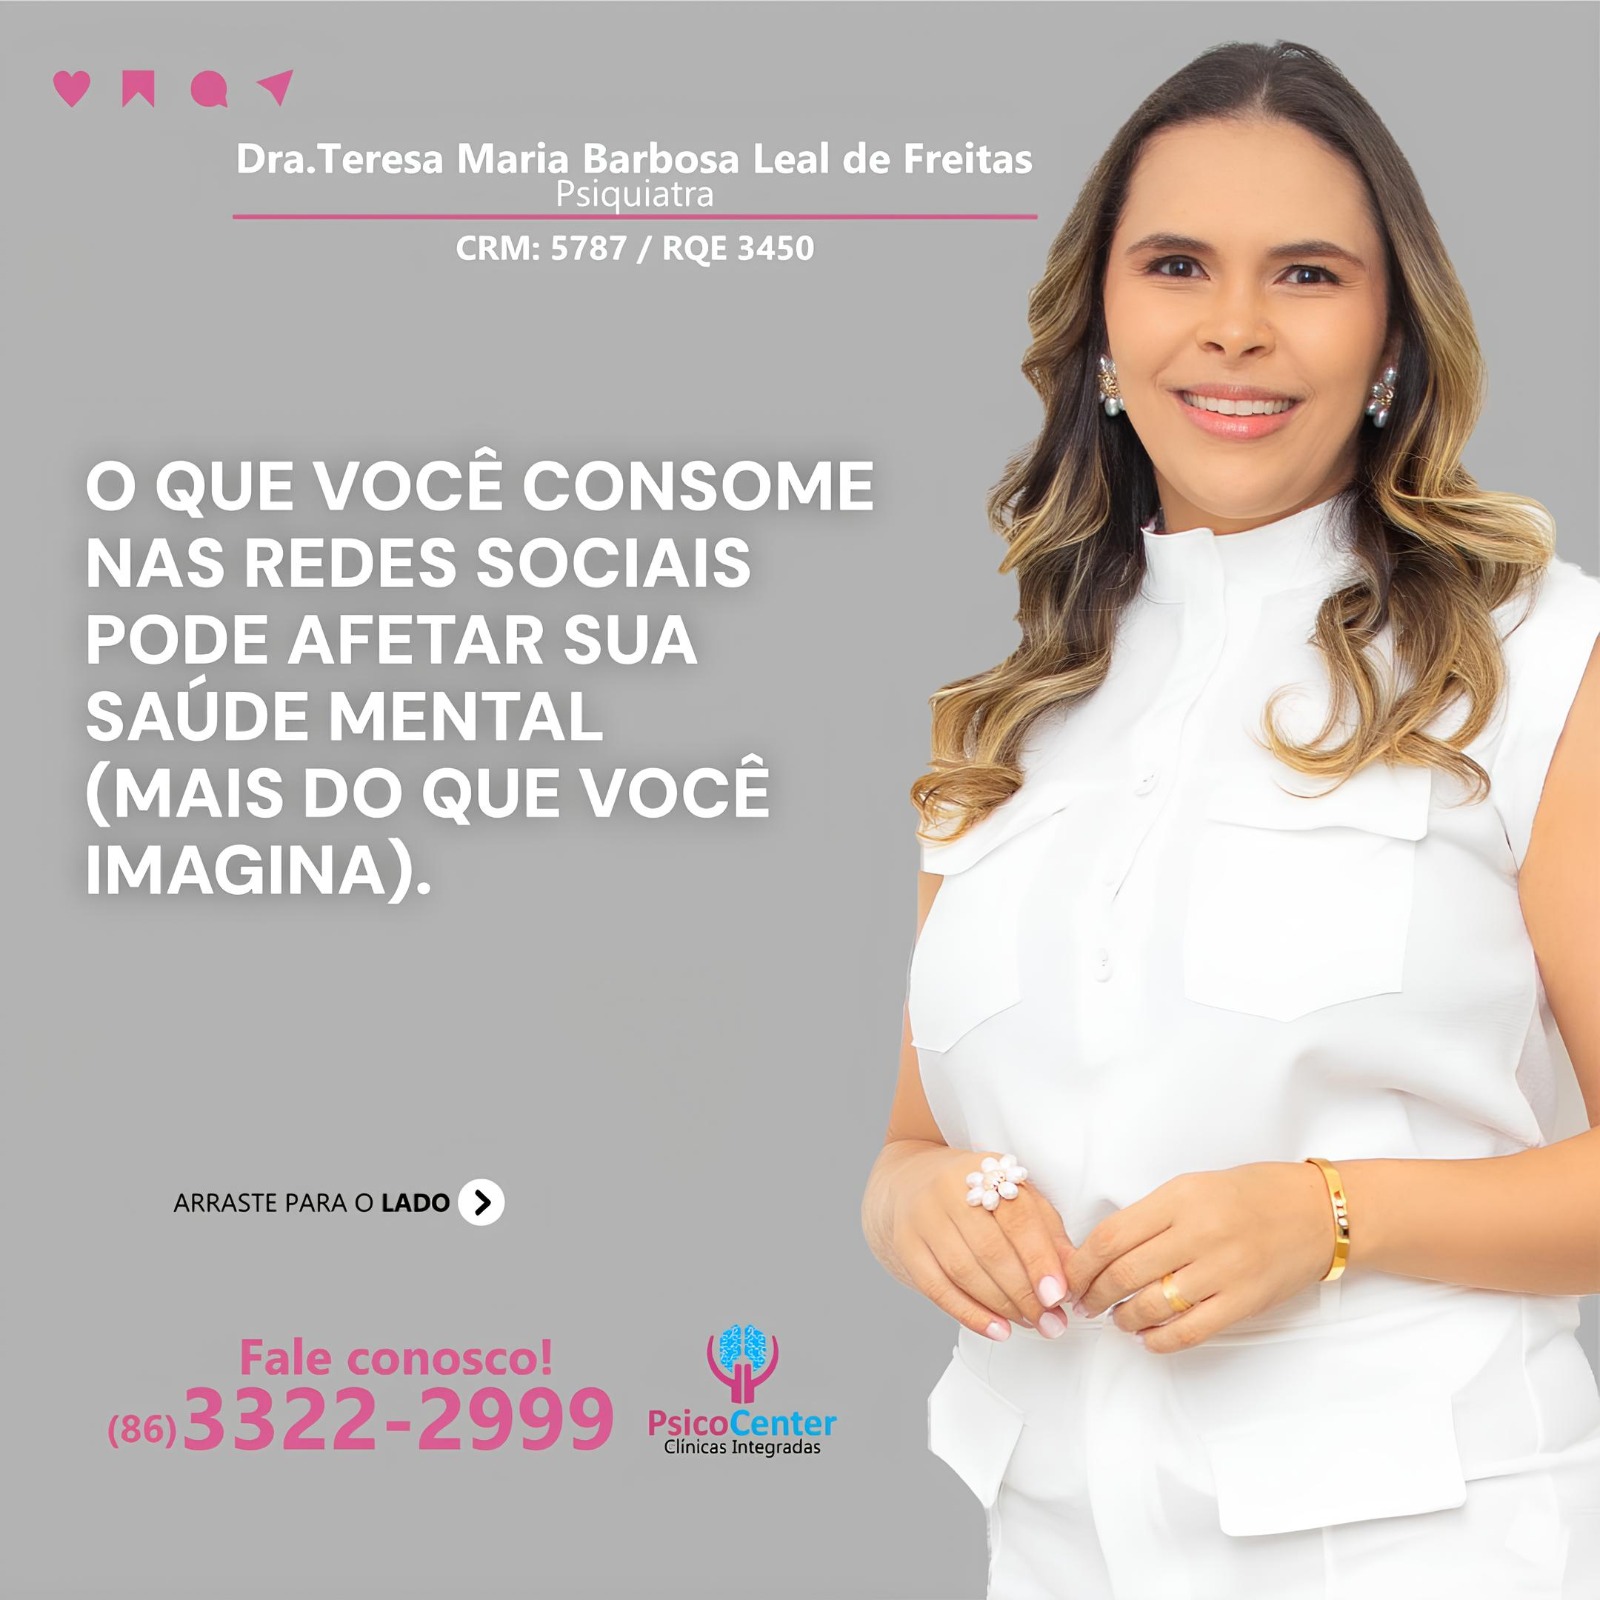 Dra.Teresa Maria Barbosa Leal de Freitas
Psiquiatra
CRM: 5787 / RQE 3450
O QUE VOCÊ CONSOME
NAS REDES SOCIAIS
PODE AFETAR SUA
SAÚDE MENTAL
(MAIS DO QUE VOCÊ
IMAGINA).
ARRASTE PARA O LADO
Fale conosco!
(86)3322-2999
PsicoCenter
Clínicas Integradas